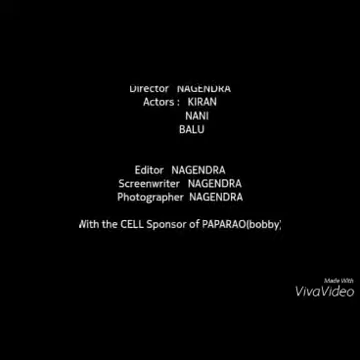 Director NAGENDRA
Actors : KIRAN
NANI
BALU
Editor NAGENDRA
Screenwriter NAGENDRA
Photographer NAGENDRA
With the CELL Sponsor of PAPARAO(bobby)
Made With
VivaVideo